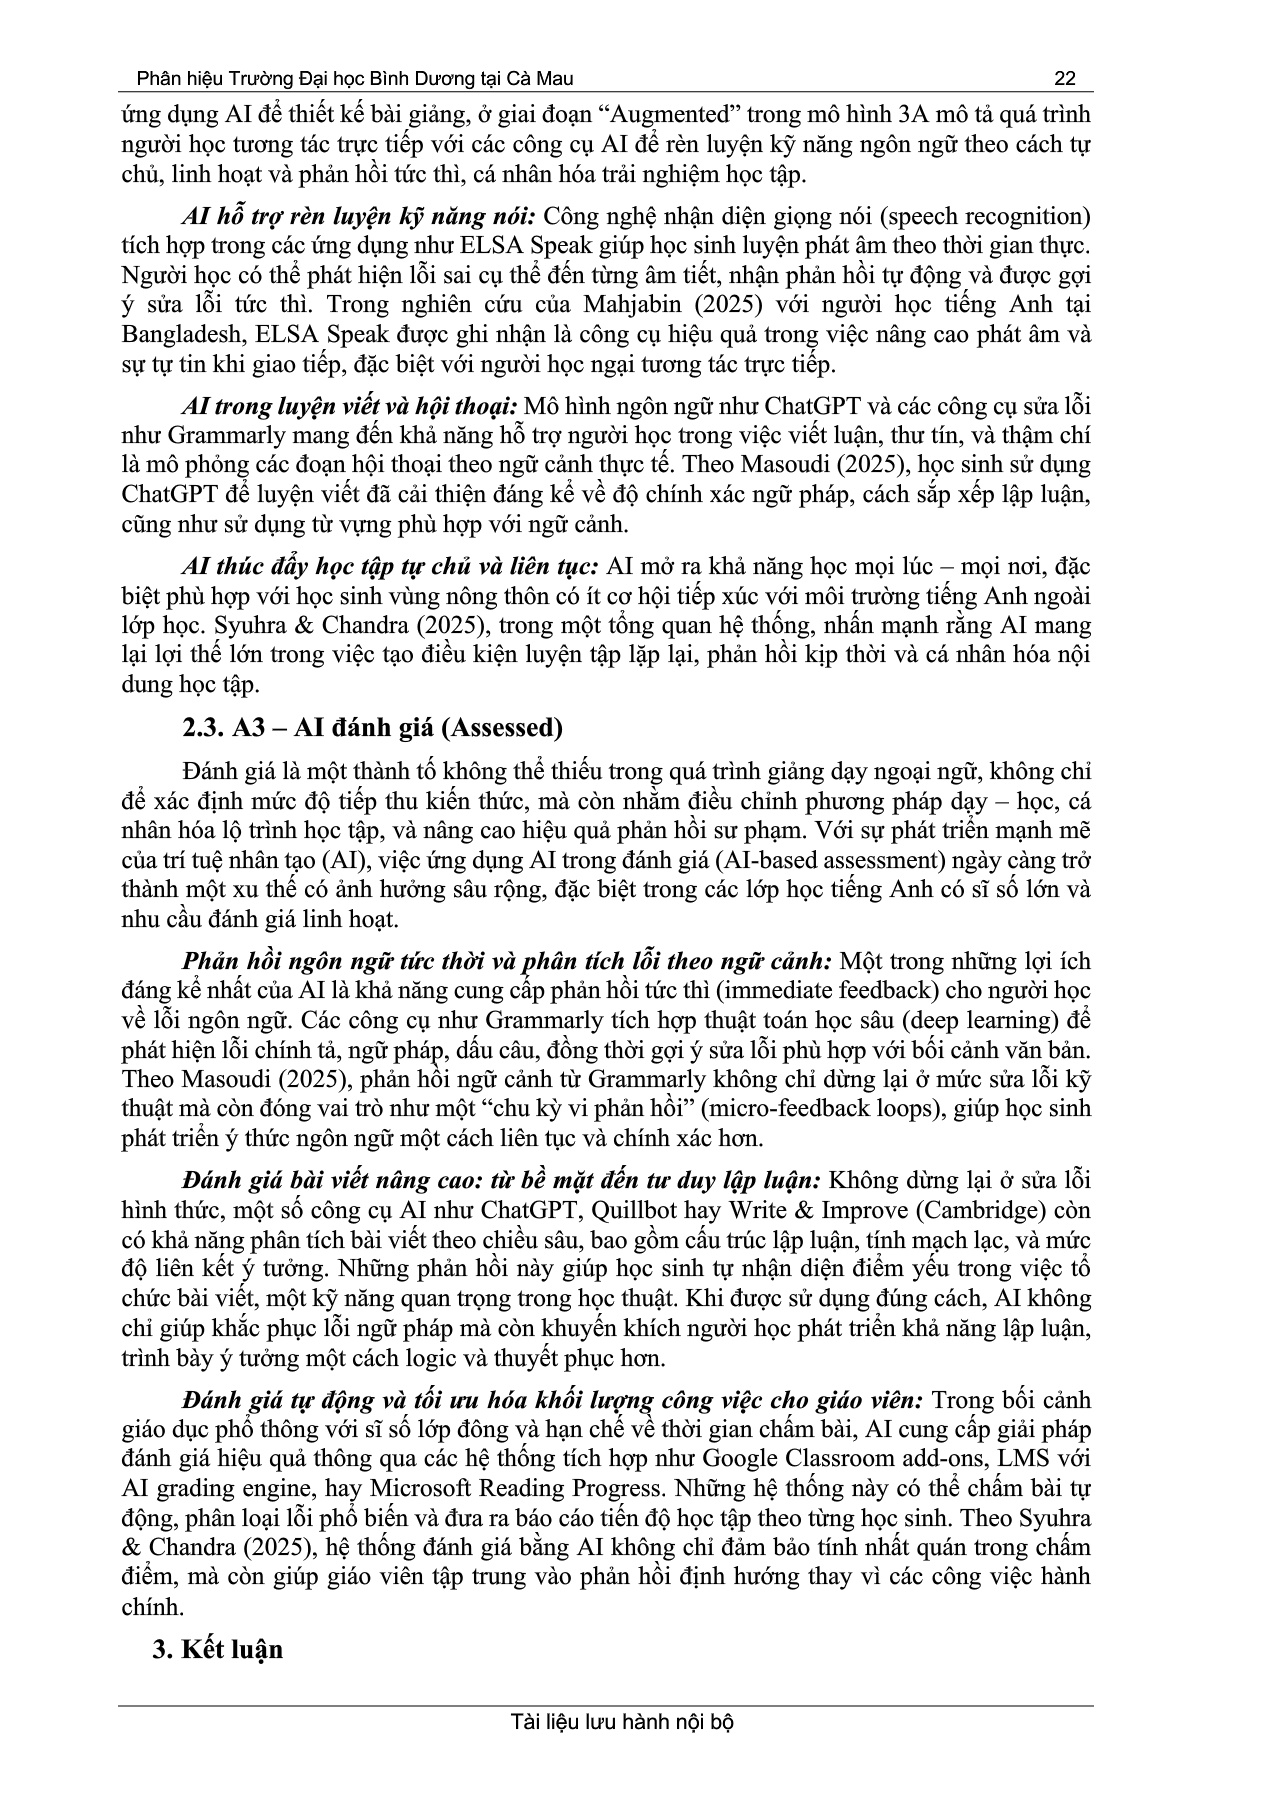 Phân hiệu Trường Đại học Bình Dương tại Cà Mau 22
ứng dụng AI để thiết kế bài giảng, ở giai đoạn “Augmented” trong mô hình 3A mô tả quá trình
người học tương tác trực tiếp với các công cụ AI để rèn luyện kỹ năng ngôn ngữ theo cách tự
chủ, linh hoạt và phản hồi tức thì, cá nhân hóa trải nghiệm học tập.
AI hỗ trợ rèn luyện kỹ năng nói: Công nghệ nhận diện giọng nói (speech recognition)
tích hợp trong các ứng dụng như ELSA Speak giúp học sinh luyện phát âm theo thời gian thực.
Người học có thể phát hiện lỗi sai cụ thể đến từng âm tiết, nhận phản hồi tự động và được gợi
ý sửa lỗi tức thì. Trong nghiên cứu của Mahjabin (2025) với người học tiếng Anh tại
Bangladesh, ELSA Speak được ghi nhận là công cụ hiệu quả trong việc nâng cao phát âm và
sự tự tin khi giao tiếp, đặc biệt với người học ngại tương tác trực tiếp.
AI trong luyện viết và hội thoại: Mô hình ngôn ngữ như ChatGPT và các công cụ sửa lỗi
như Grammarly mang đến khả năng hỗ trợ người học trong việc viết luận, thư tín, và thậm chí
là mô phỏng các đoạn hội thoại theo ngữ cảnh thực tế. Theo Masoudi (2025), học sinh sử dụng
ChatGPT để luyện viết đã cải thiện đáng kể về độ chính xác ngữ pháp, cách sắp xếp lập luận,
cũng như sử dụng từ vựng phù hợp với ngữ cảnh.
AI thúc đẩy học tập tự chủ và liên tục: AI mở ra khả năng học mọi lúc – mọi nơi, đặc
biệt phù hợp với học sinh vùng nông thôn có ít cơ hội tiếp xúc với môi trường tiếng Anh ngoài
lớp học. Syuhra & Chandra (2025), trong một tổng quan hệ thống, nhấn mạnh rằng AI mang
lại lợi thế lớn trong việc tạo điều kiện luyện tập lặp lại, phản hồi kịp thời và cá nhân hóa nội
dung học tập.
2.3. A3 – AI đánh giá (Assessed)
Đánh giá là một thành tố không thể thiếu trong quá trình giảng dạy ngoại ngữ, không chỉ
để xác định mức độ tiếp thu kiến thức, mà còn nhằm điều chỉnh phương pháp dạy – học, cá
nhân hóa lộ trình học tập, và nâng cao hiệu quả phản hồi sư phạm. Với sự phát triển mạnh mẽ
của trí tuệ nhân tạo (AI), việc ứng dụng AI trong đánh giá (AI-based assessment) ngày càng trở
thành một xu thế có ảnh hưởng sâu rộng, đặc biệt trong các lớp học tiếng Anh có sĩ số lớn và
nhu cầu đánh giá linh hoạt.
Phản hồi ngôn ngữ tức thời và phân tích lỗi theo ngữ cảnh: Một trong những lợi ích
đáng kể nhất của AI là khả năng cung cấp phản hồi tức thì (immediate feedback) cho người học
về lỗi ngôn ngữ. Các công cụ như Grammarly tích hợp thuật toán học sâu (deep learning) để
phát hiện lỗi chính tả, ngữ pháp, dấu câu, đồng thời gợi ý sửa lỗi phù hợp với bối cảnh văn bản.
Theo Masoudi (2025), phản hồi ngữ cảnh từ Grammarly không chỉ dừng lại ở mức sửa lỗi kỹ
thuật mà còn đóng vai trò như một “chu kỳ vi phản hồi” (micro-feedback loops), giúp học sinh
phát triển ý thức ngôn ngữ một cách liên tục và chính xác hơn.
Đánh giá bài viết nâng cao: từ bề mặt đến tư duy lập luận: Không dừng lại ở sửa lỗi
hình thức, một số công cụ AI như ChatGPT, Quillbot hay Write & Improve (Cambridge) còn
có khả năng phân tích bài viết theo chiều sâu, bao gồm cấu trúc lập luận, tính mạch lạc, và mức
độ liên kết ý tưởng. Những phản hồi này giúp học sinh tự nhận diện điểm yếu trong việc tổ
chức bài viết, một kỹ năng quan trọng trong học thuật. Khi được sử dụng đúng cách, AI không
chỉ giúp khắc phục lỗi ngữ pháp mà còn khuyến khích người học phát triển khả năng lập luận,
trình bày ý tưởng một cách logic và thuyết phục hơn.
Đánh giá tự động và tối ưu hóa khối lượng công việc cho giáo viên: Trong bối cảnh
giáo dục phổ thông với sĩ số lớp đông và hạn chế về thời gian chấm bài, AI cung cấp giải pháp
đánh giá hiệu quả thông qua các hệ thống tích hợp như Google Classroom add-ons, LMS với
AI grading engine, hay Microsoft Reading Progress. Những hệ thống này có thể chấm bài tự
động, phân loại lỗi phổ biến và đưa ra báo cáo tiến độ học tập theo từng học sinh. Theo Syuhra
& Chandra (2025), hệ thống đánh giá bằng AI không chỉ đảm bảo tính nhất quán trong chấm
điểm, mà còn giúp giáo viên tập trung vào phản hồi định hướng thay vì các công việc hành
chính.
3. Kết luận
Tài liệu lưu hành nội bộ